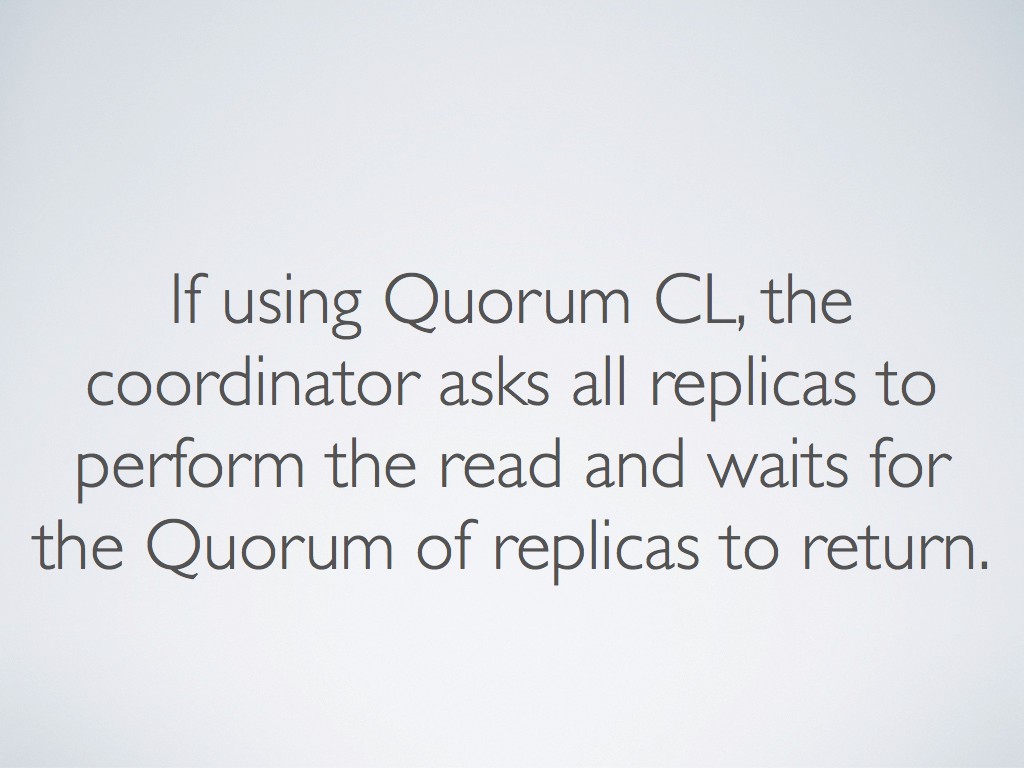 If using Quorum CL, the
coordinator asks all replicas to
perform the read and waits for
the Quorum of replicas to return.